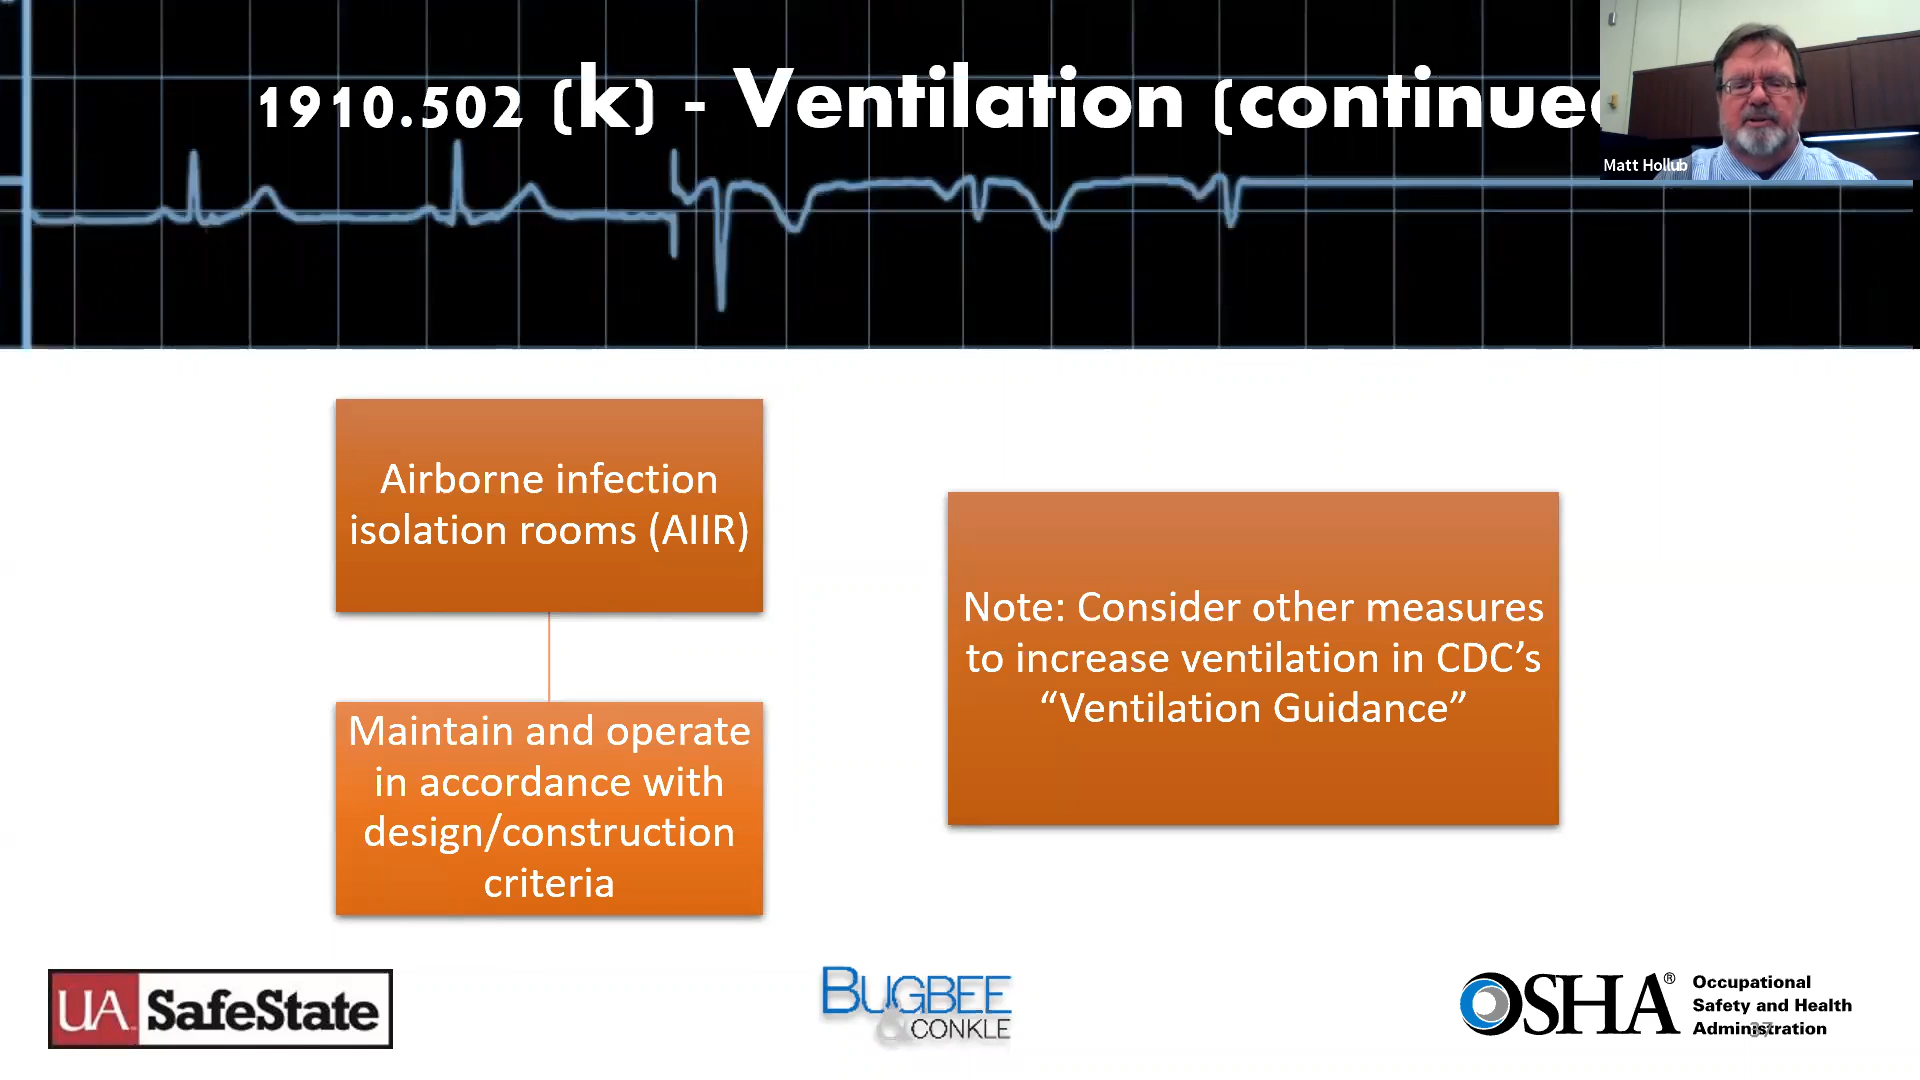 1910.502 (k) - Ventilation (continued
Matt Hollub
Airborne infection
isolation rooms (AIIR)
Maintain and operate
in accordance with
design/construction
criteria
Note: Consider other measures
to increase ventilation in CDC’s
“Ventilation Guidance”
UA SafeState
BUGBEE
& CONKLE
OSHA®
Occupational
Safety and Health
Administration
37